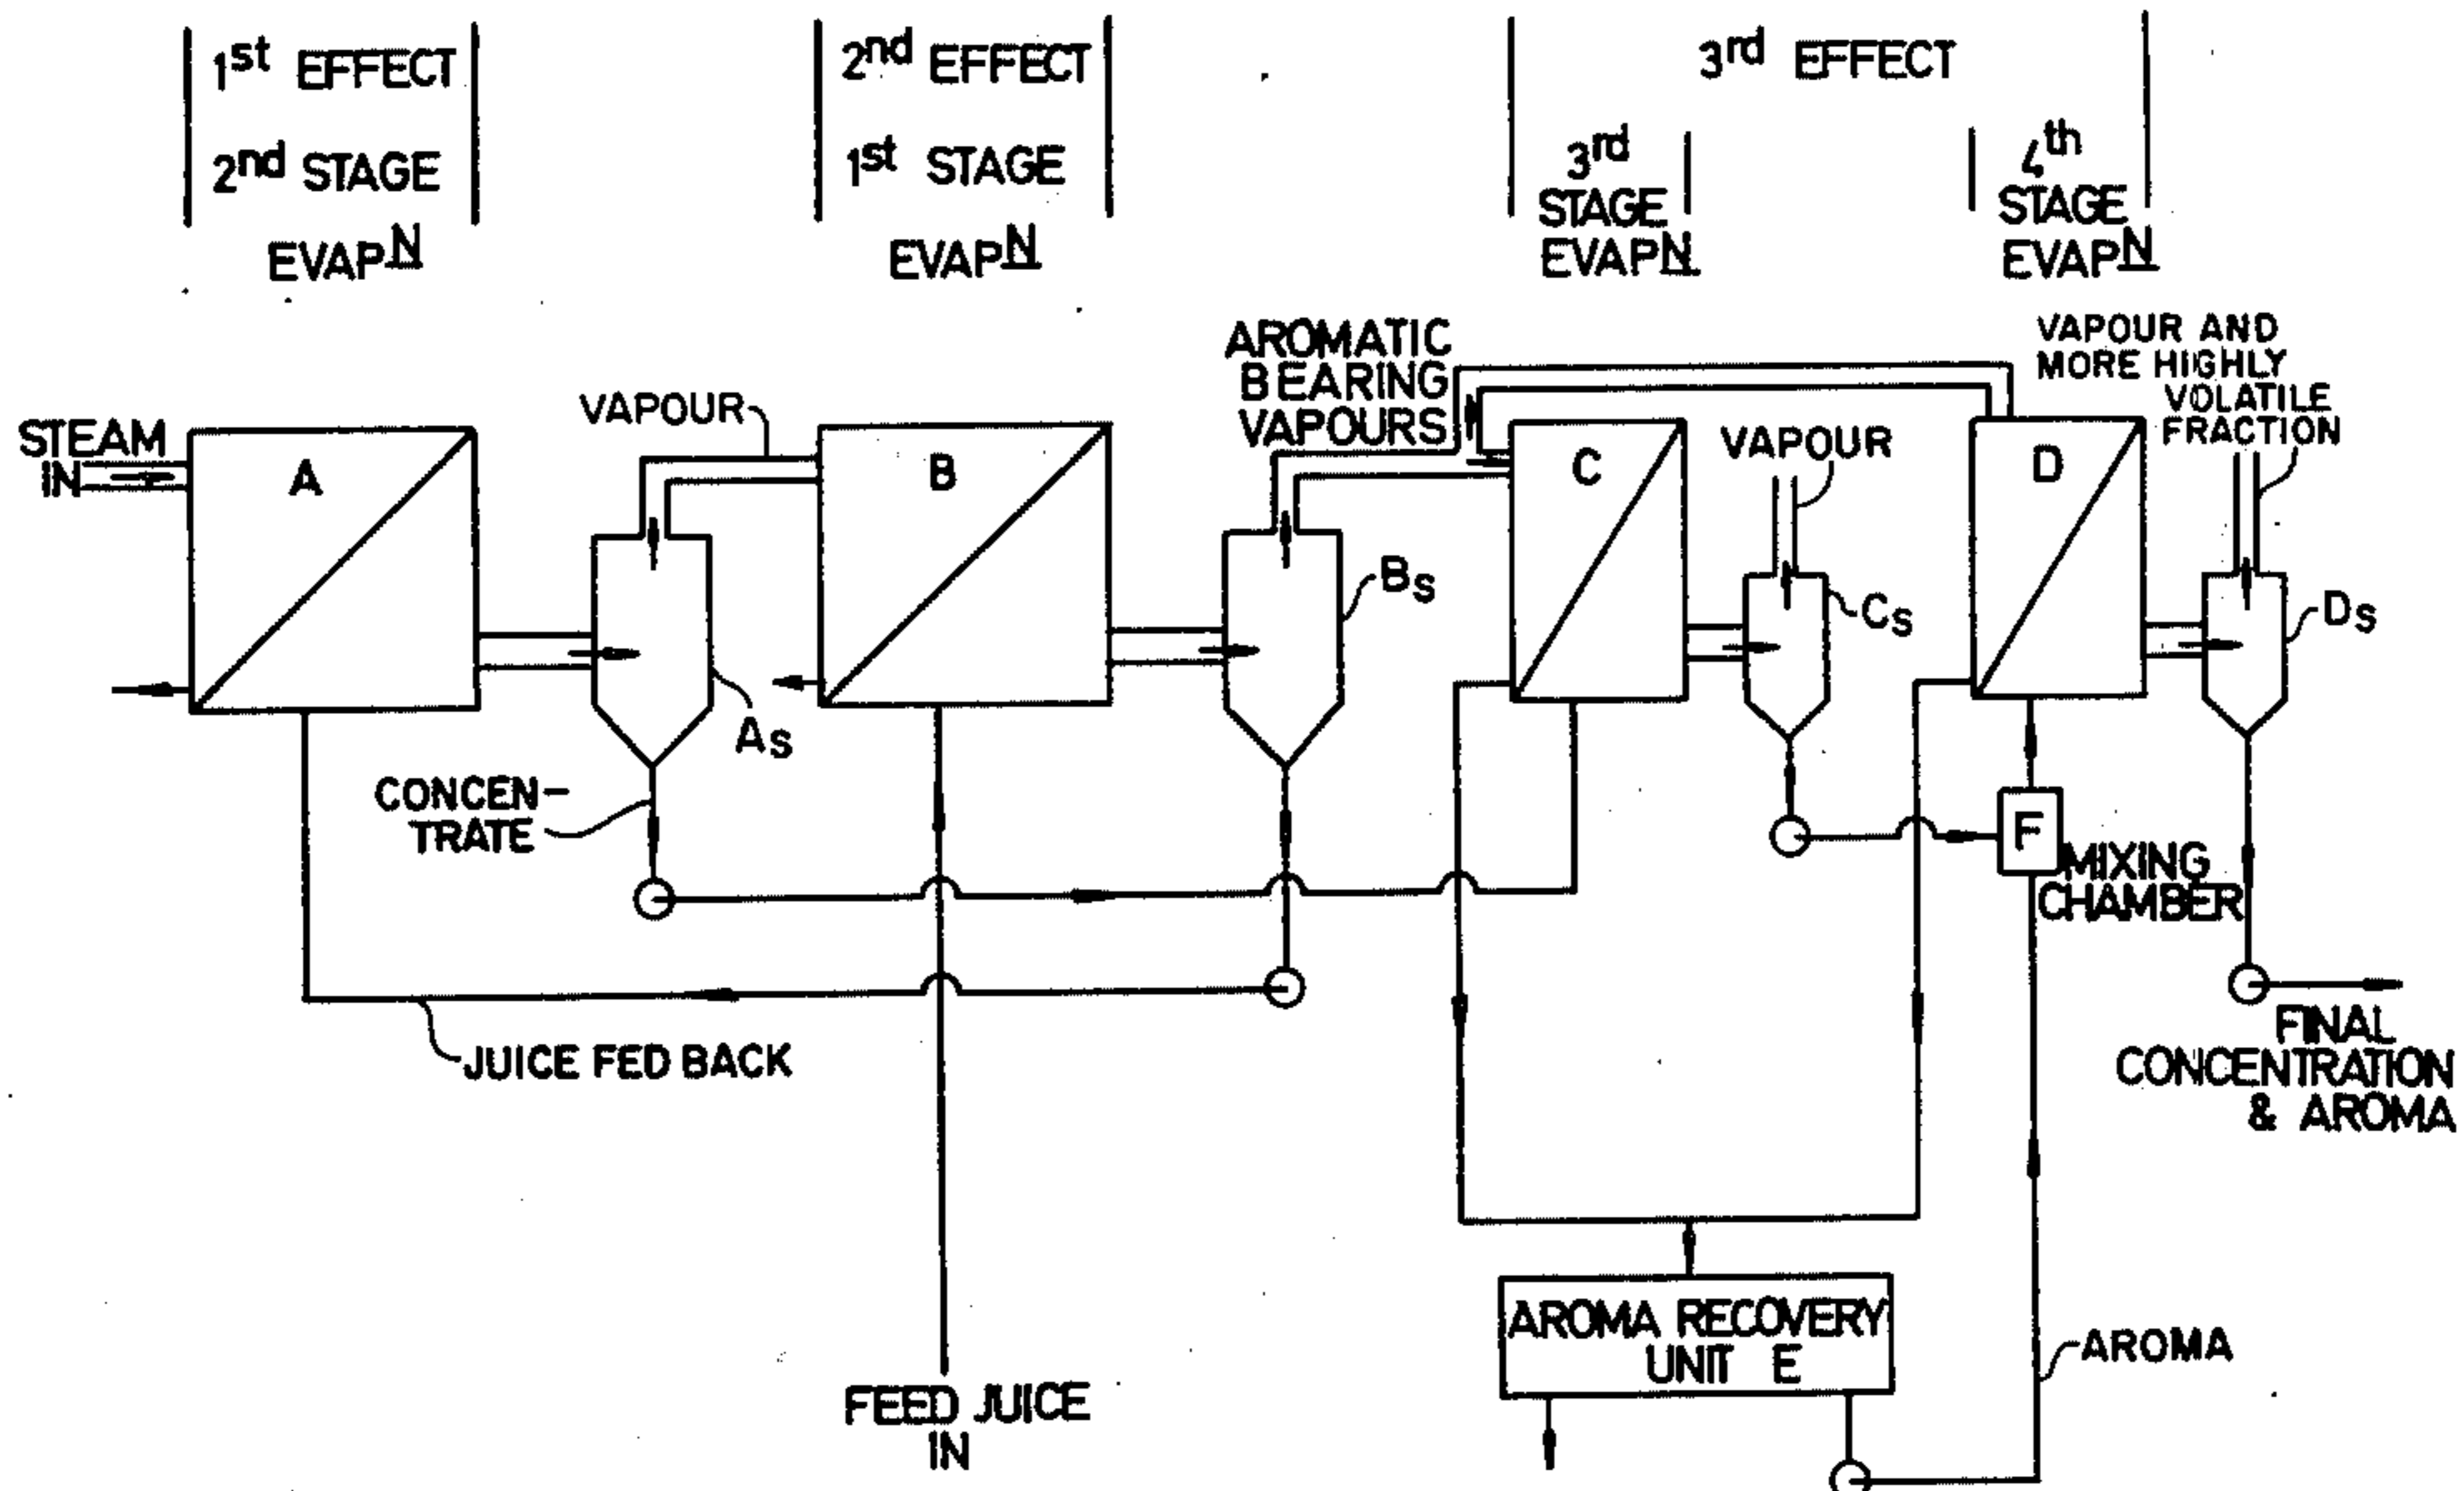 1st EFFECT
2nd STAGE
EVAPN
2nd EFFECT
1st STAGE
EVAPN
3rd EFFECT
3rd
STAGE
EVAPN
4th
STAGE
EVAPN
STEAM
IN
A
VAPOUR
As
CONCEN-
TRATE
B
AROMATIC
BEARING
VAPOURS
Bs
C
VAPOUR
Cs
D
VAPOUR AND
MORE HIGHLY
VOLATILE
FRACTION
Ds
F
MIXING
CHAMBER
FINAL
CONCENTRATION
& AROMA
JUICE FED BACK
FEED JUICE
IN
AROMA RECOVERY
UNIT E
AROMA